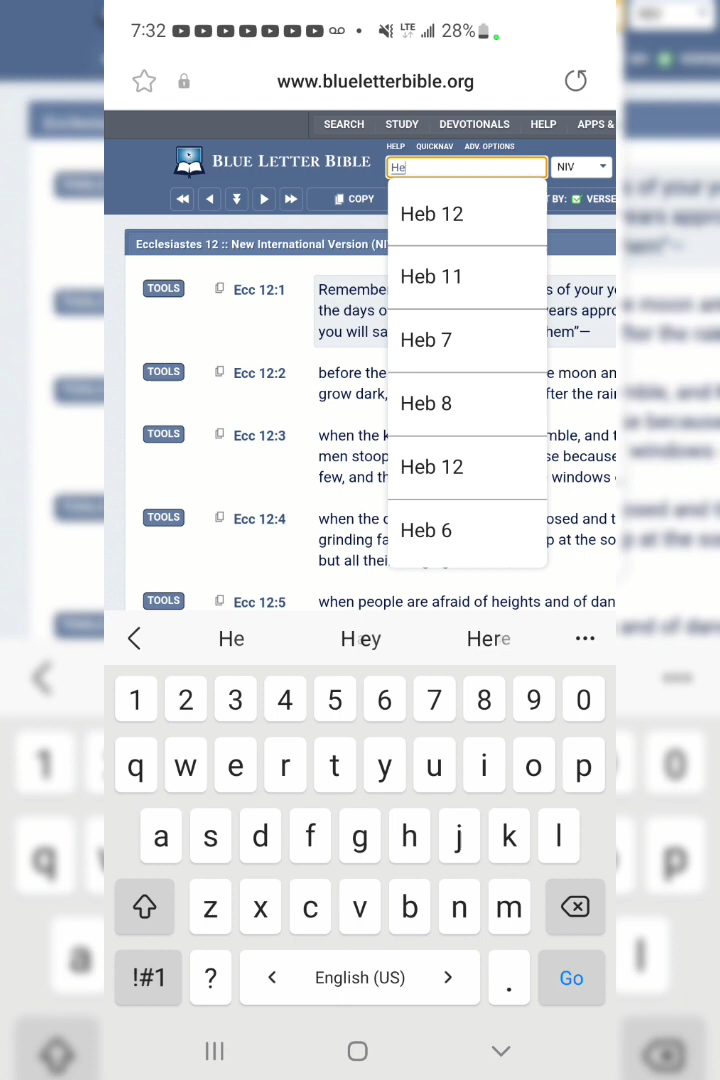 7:32 LTE 28%
www.blueletterbible.org
SEARCH STUDY DEVOTIONALS HELP APPS &
HELP QUICKNAV ADV. OPTIONS
BLUE LETTER BIBLE
He NIV
COPY BY: VERSE
Heb 12
Heb 11
Heb 7
Heb 8
Heb 12
Heb 6
Ecclesiastes 12 :: New International Version (NI
TOOLS Ecc 12:1 Remembe s of your y
the days o ears appro
you will sa hem"—
TOOLS Ecc 12:2 before the e moon an
grow dark, fter the rai
TOOLS Ecc 12:3 when the k mble, and t
men stoop se because
few, and th windows
TOOLS Ecc 12:4 when the osed and t
grinding fa p at the so
but all thei
TOOLS Ecc 12:5 when people are afraid of heights and of dan
He Hey Here
1 2 3 4 5 6 7 8 9 0
q w e r t y u i o p
a s d f g h j k l
z x c v b n m
!#1 ? English (US) . Go